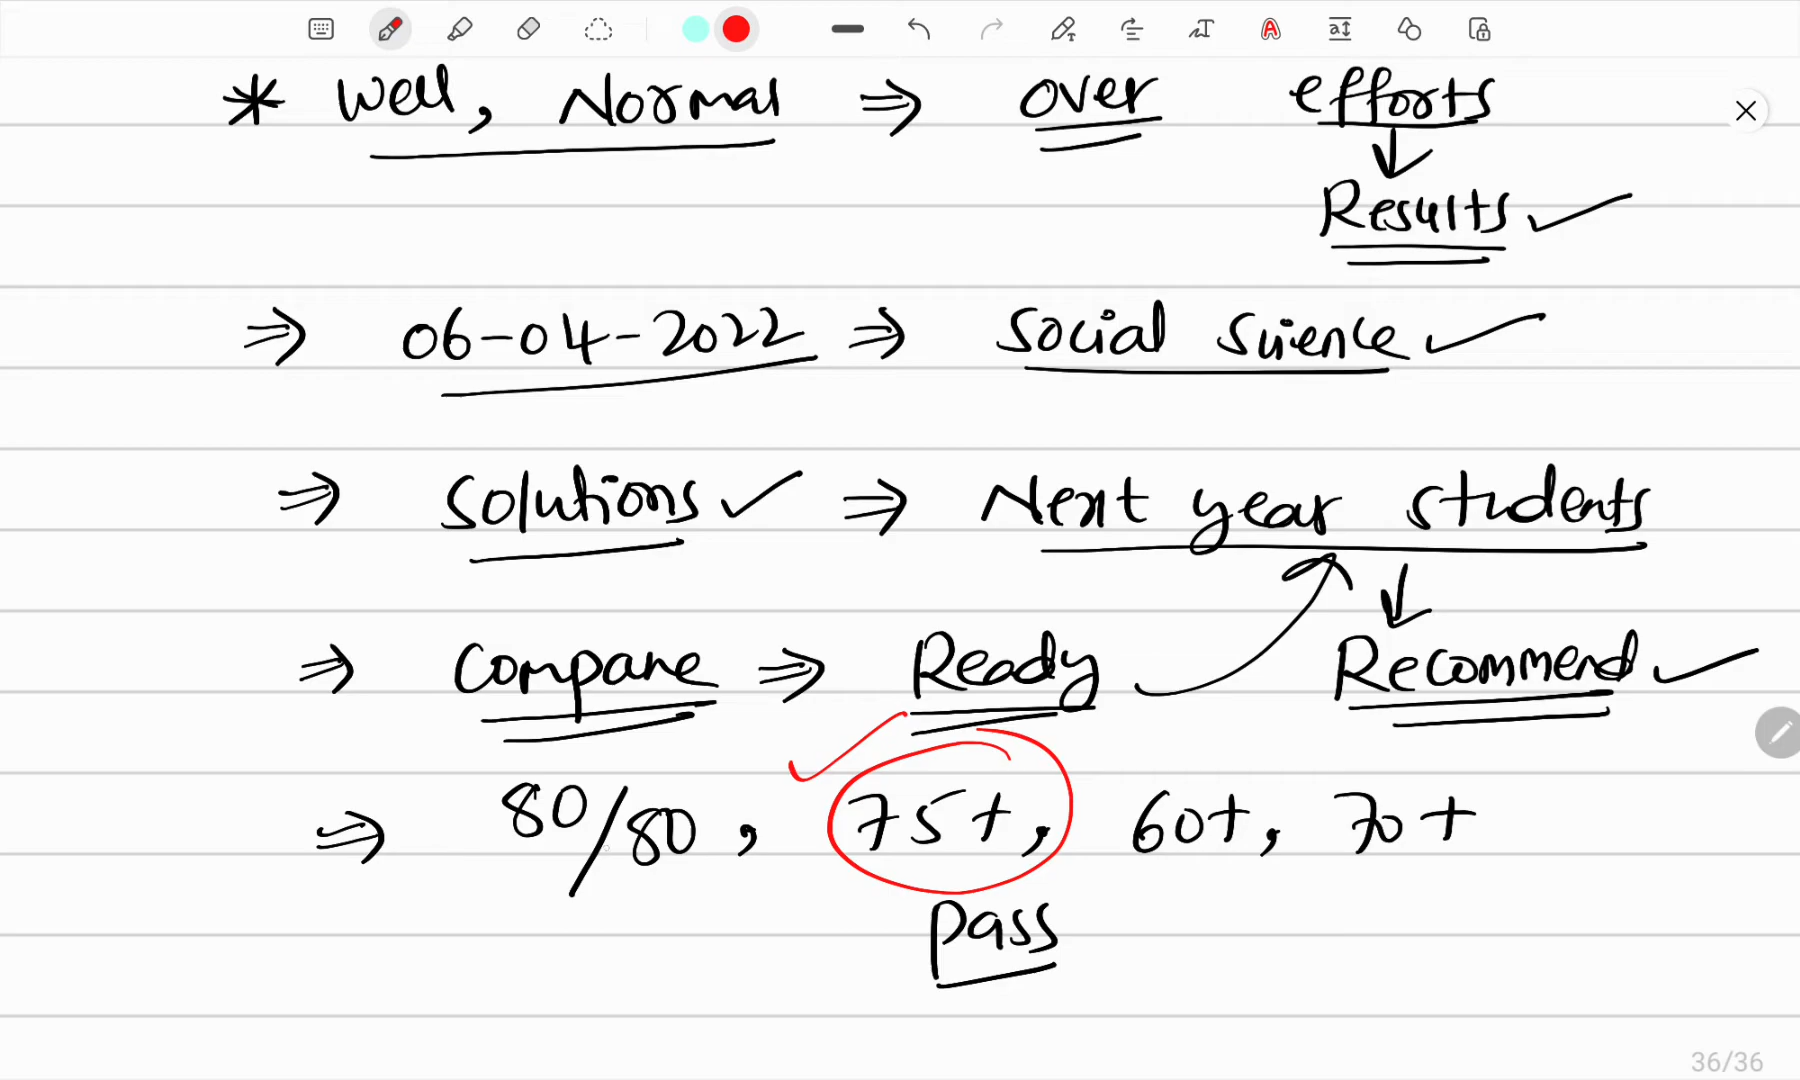 * Well, Normal ⇒ over efforts
↓
Results ✓
⇒ 06-04-2022 ⇒ Social Science ✓
⇒ Solutions ✓ ⇒ Next year students
↓
⇒ Compare ⇒ Ready Recommend ✓
⇒ 80/80, 75+, 60+, 70+
Pass
36/36